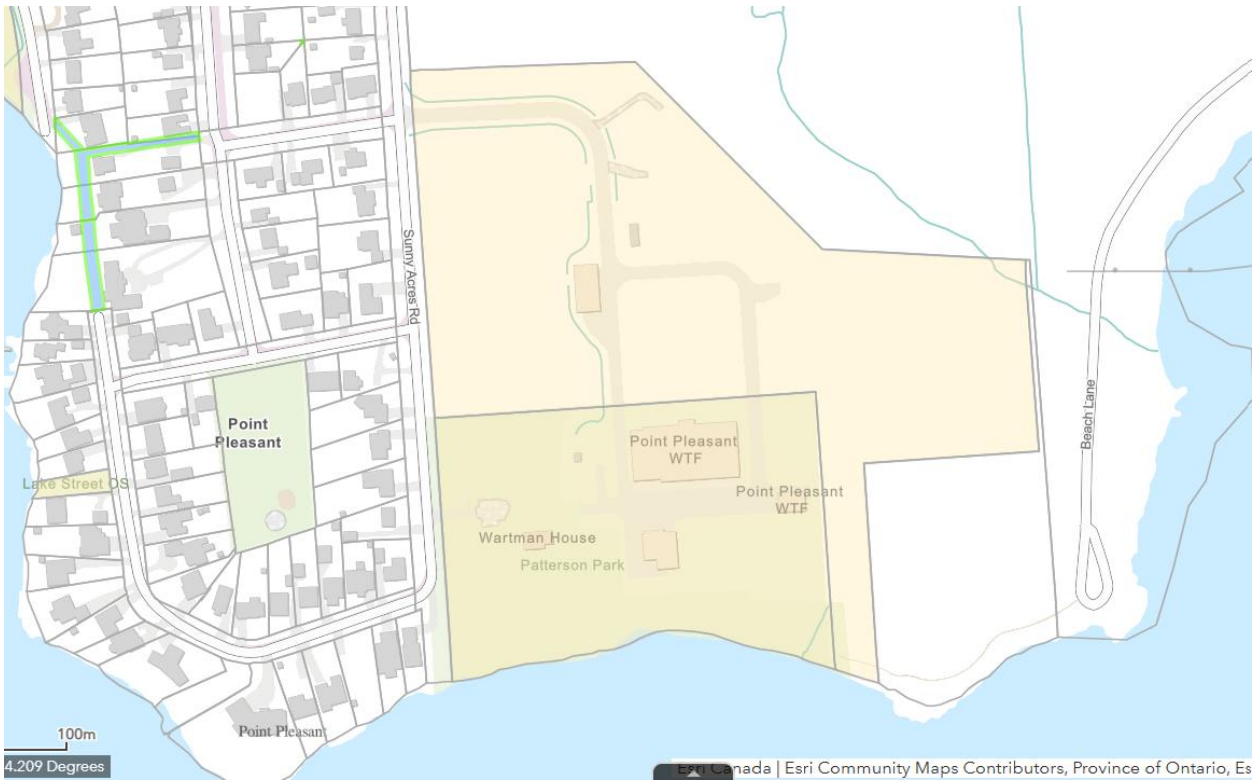 Sunny Acres Rd
Point
Pleasant
Point Pleasant
WTF
Beach Lane
Lake Street OS
Point Pleasant
WTF
Wartman House
Patterson Park
100m
Point Pleasan
4.209 Degrees
Esri Canada | Esri Community Maps Contributors, Province of Ontario, Es